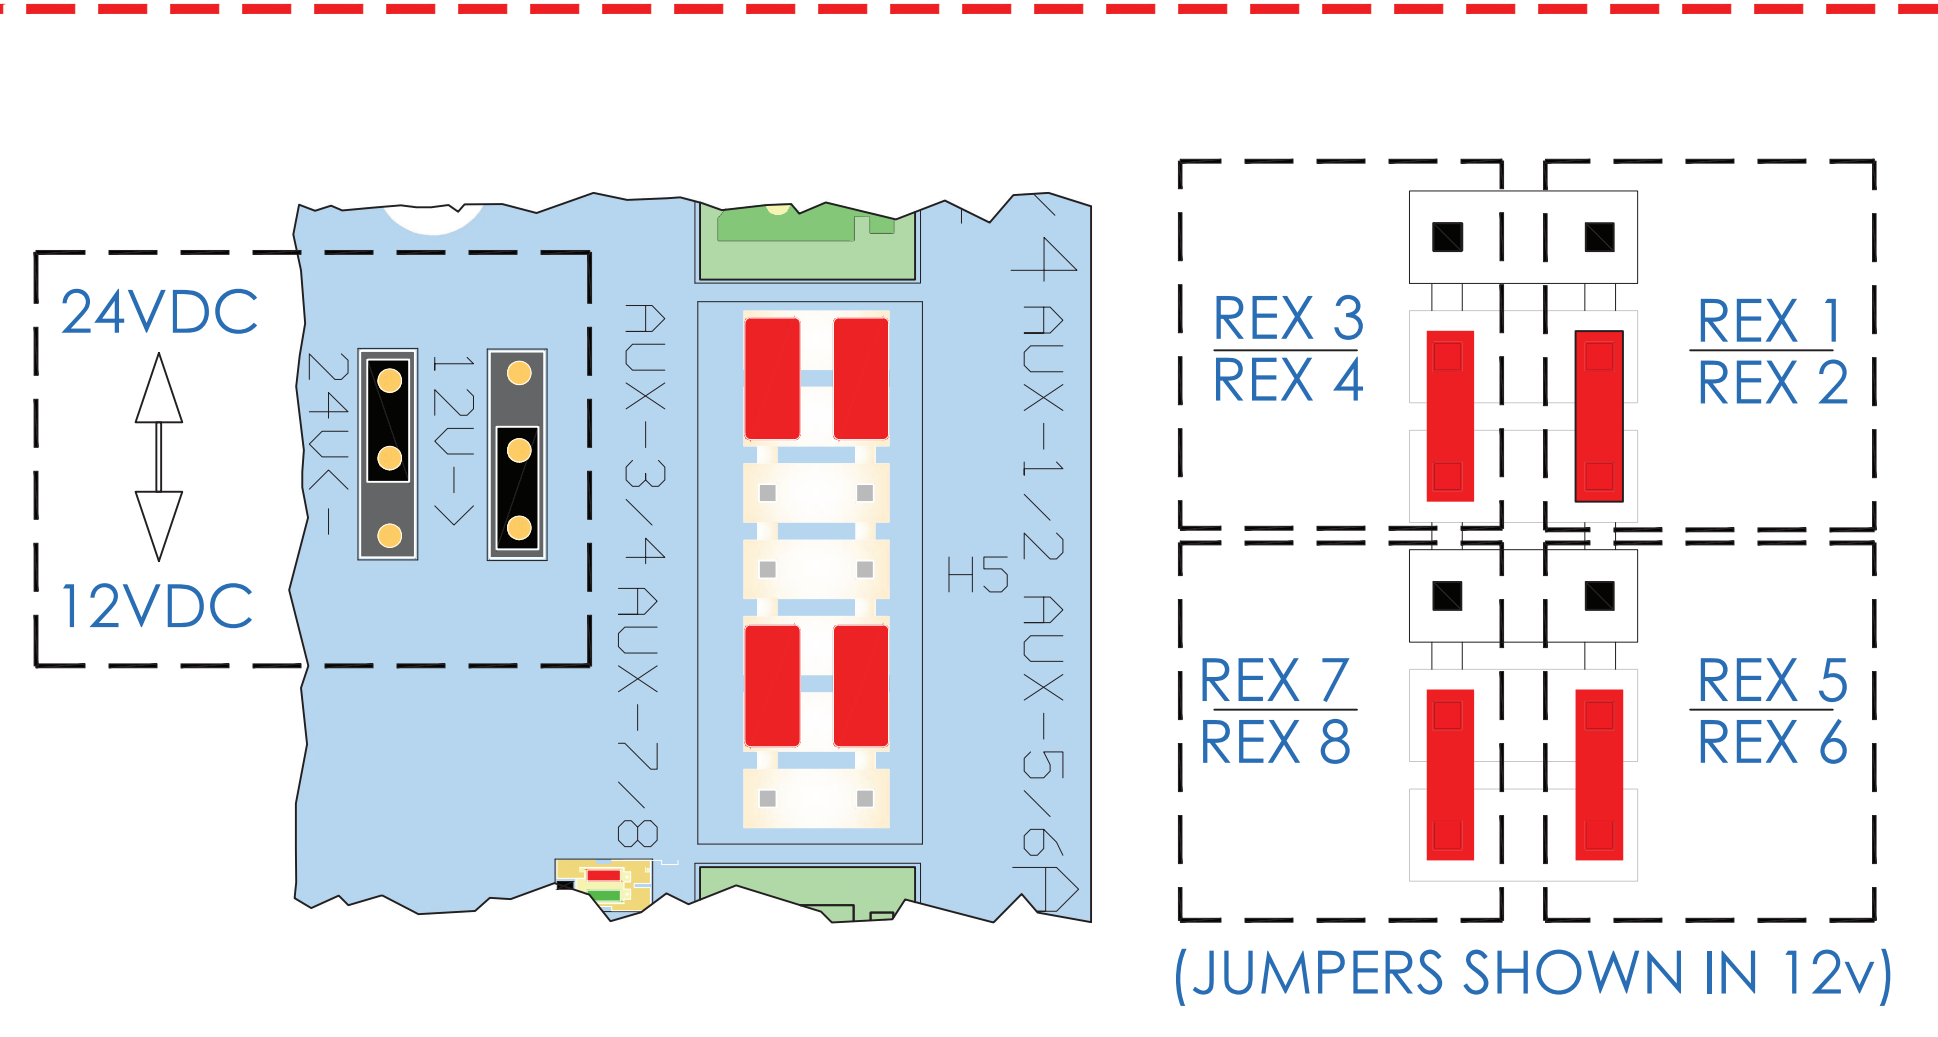 24VDC
12VDC
24V<-
12V->
AUX-3/4 AUX-7/8
4 AUX-1/2 AUX-5/6
H5
REX 3
REX 4
REX 1
REX 2
REX 7
REX 8
REX 5
REX 6
(JUMPERS SHOWN IN 12v)